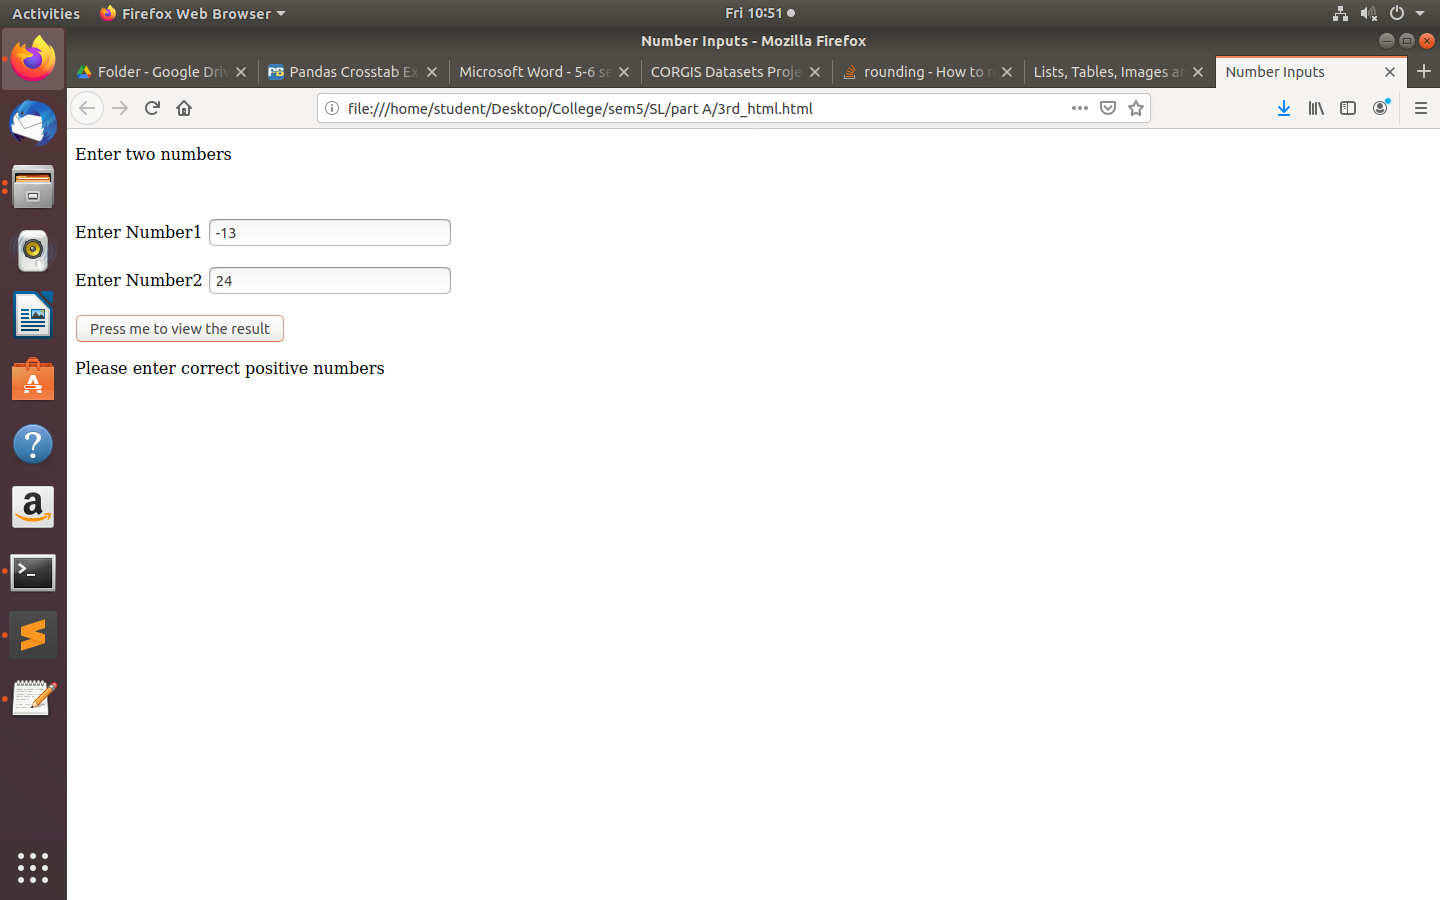 Activities Firefox Web Browser Fri 10:51
Number Inputs - Mozilla Firefox
Folder - Google Driv Pandas Crosstab Ex Microsoft Word - 5-6 se CORGIS Datasets Proje rounding - How to r Lists, Tables, Images an Number Inputs
file:///home/student/Desktop/College/sem5/SL/part A/3rd_html.html
Enter two numbers
Enter Number1 -13
Enter Number2 24
Press me to view the result
Please enter correct positive numbers